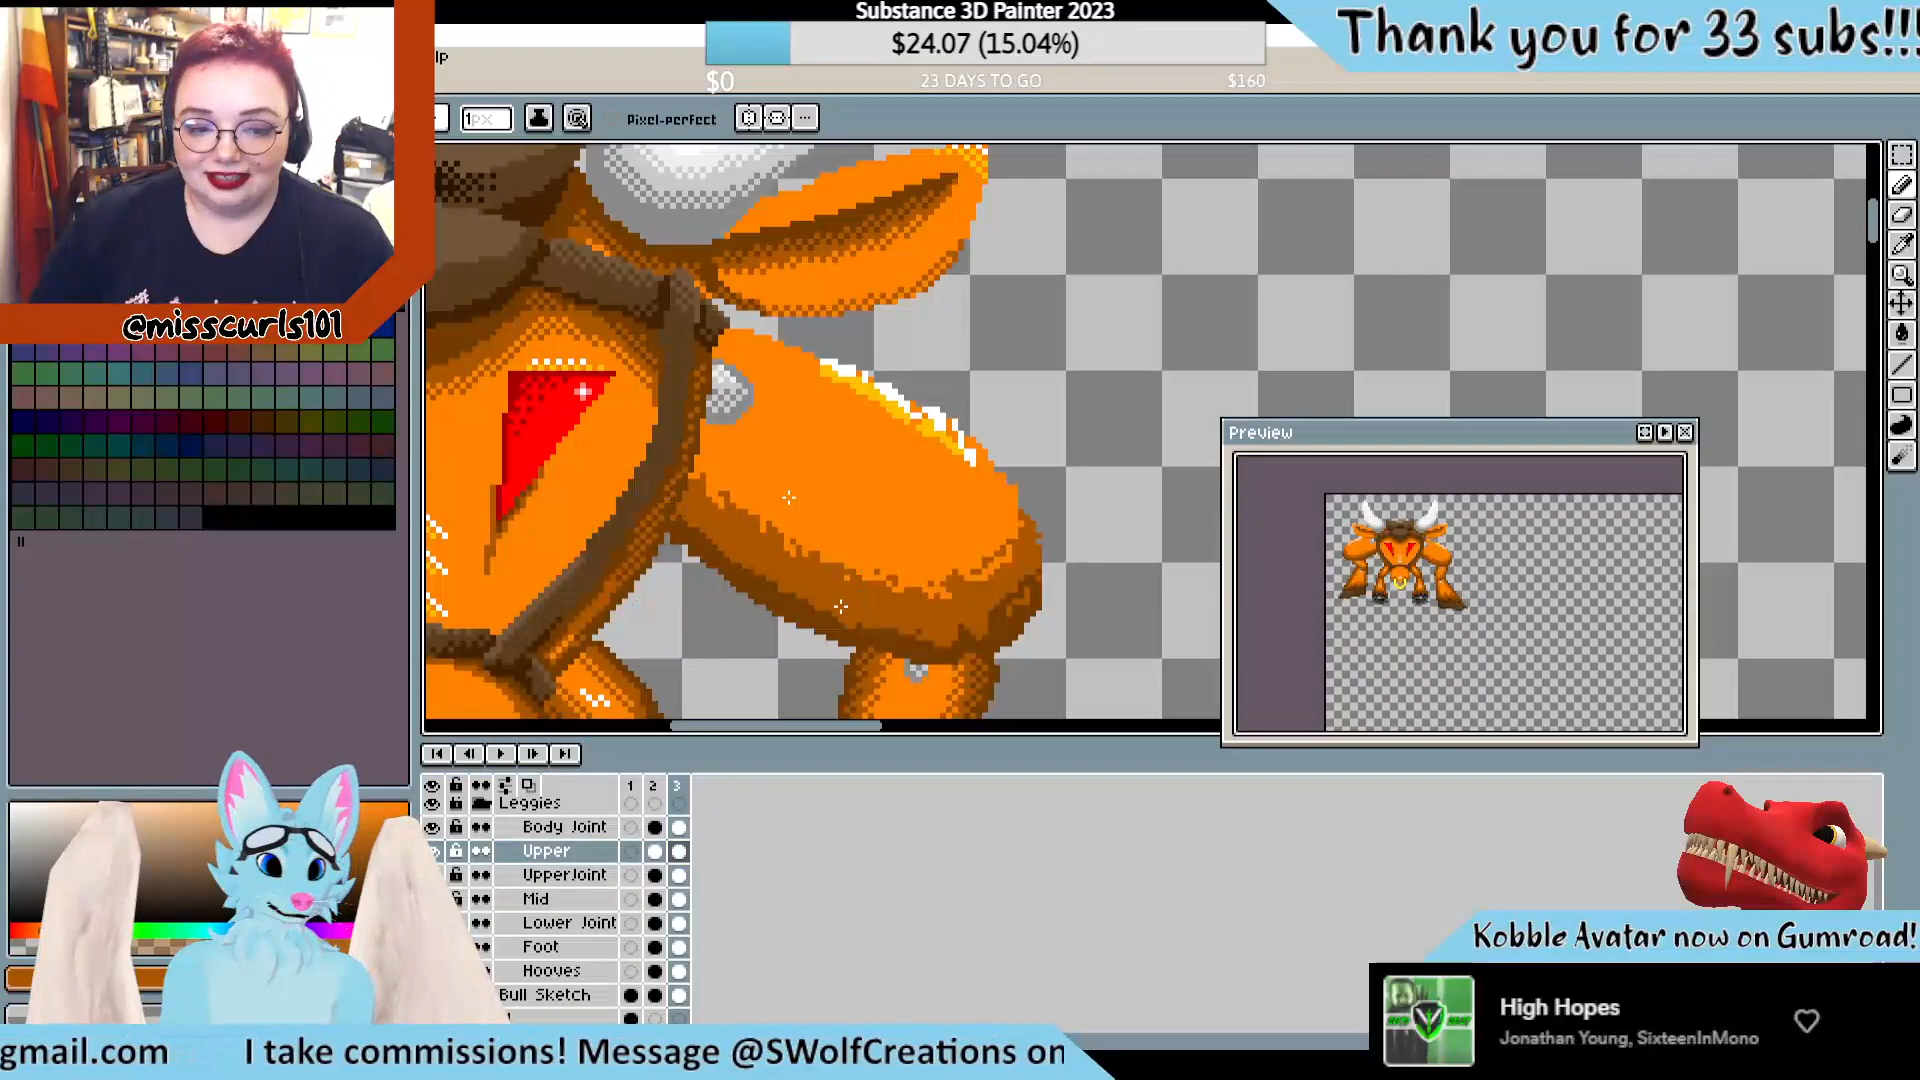 Substance 3D Painter 2023
$24.07 (15.04%)
$0
23 DAYS TO GO
$160
Thank you for 33 subs!!!
lp
1px
Pixel-perfect
@misscurls101
Preview
1 2 3
Leggies
Body Joint
Upper
UpperJoint
Mid
Lower Joint
Foot
Hooves
Bull Sketch
Kobble Avatar now on Gumroad!
High Hopes
Jonathan Young, SixteenInMono
gmail.com
I take commissions! Message @SWolfCreations on